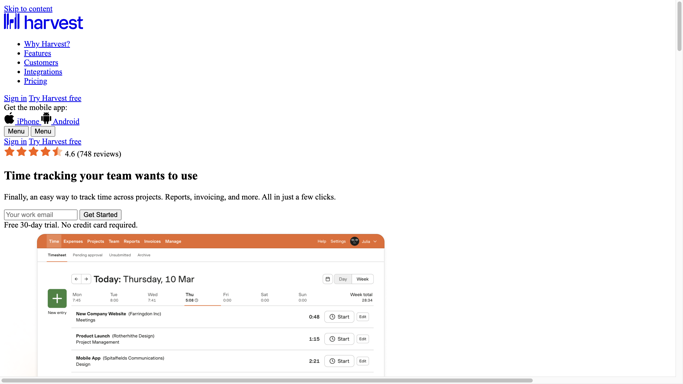 Skip to content
harvest
Why Harvest?
Features
Customers
Integrations
Pricing
Sign in Try Harvest free
Get the mobile app:
iPhone Android
Menu Menu
Sign in Try Harvest free
4.6 (748 reviews)
Time tracking your team wants to use
Finally, an easy way to track time across projects. Reports, invoicing, and more. All in just a few clicks.
Your work email Get Started
Free 30-day trial. No credit card required.
Time Expenses Projects Team Reports Invoices Manage Help Settings Julia
Timesheet Pending approval Unsubmitted Archive
Today: Thursday, 10 Mar Day Week
Mon Tue Wed Thu Fri Sat Sun Week total
7:45 8:00 7:41 5:08 0:00 0:00 0:00 28:34
New entry
New Company Website (Farringdon Inc)
Meetings
0:48 Start Edit
Product Launch (Rotherhithe Design)
Project Management
1:15 Start Edit
Mobile App (Spitafields Communications)
Design
2:21 Start Edit